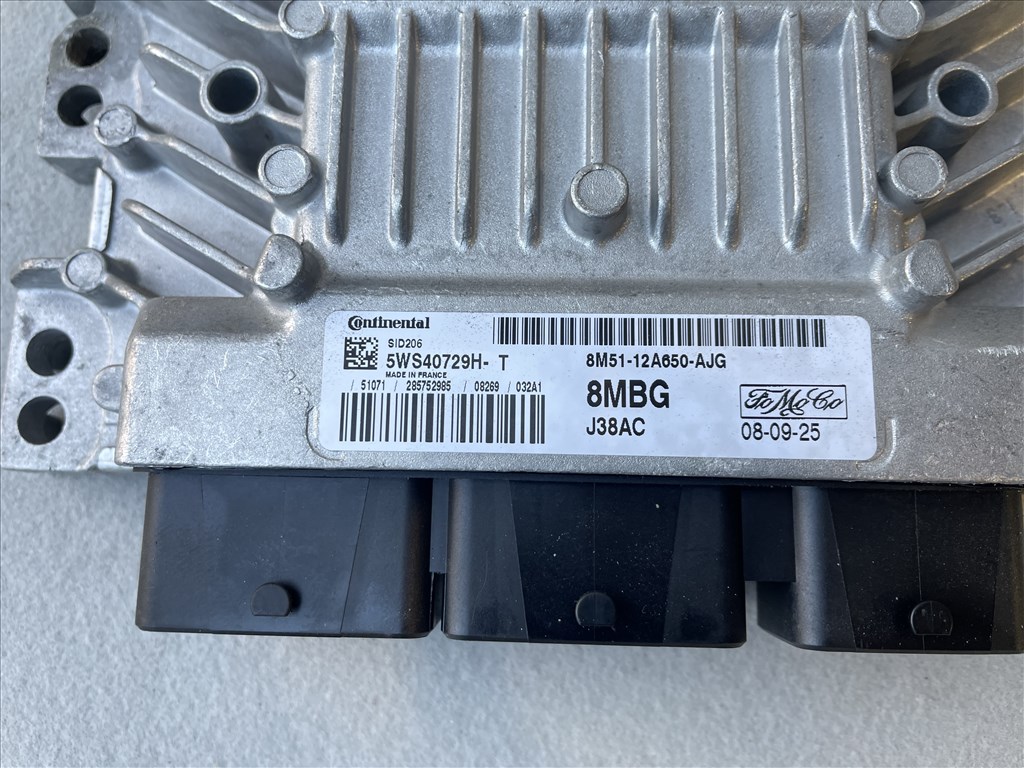 Continental
SID206
5WS40729H- T
MADE IN FRANCE
/ 51071 / 285752985 / 08269 / 032A1
8M51-12A650-AJG
8MBG
J38AC
FoMoCo
08-09-25